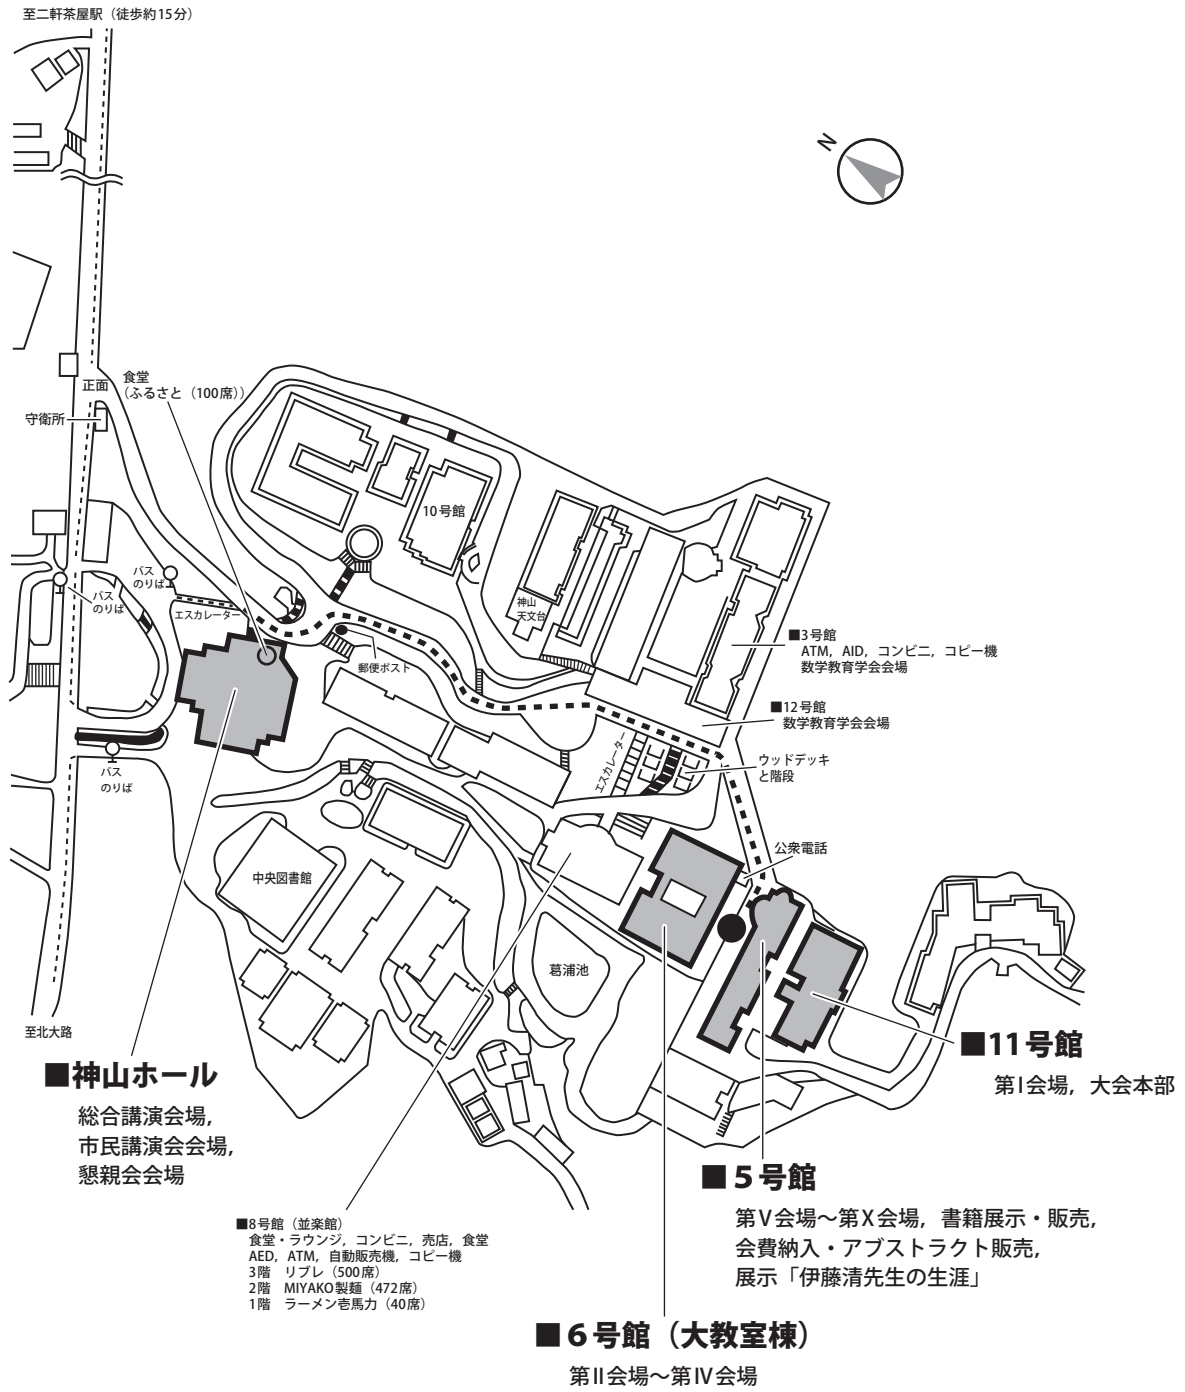 至二軒茶屋駅（徒歩約15分）
N
正面
食堂
（ふるさと（100席））
守衛所
10号館
バス
のりば
バス
のりば
エスカレーター
神山
天文台
郵便ポスト
■3号館
ATM，AID，コンビニ，コピー機
数学教育学会会場
■12号館
数学教育学会会場
エスカレーター
ウッドデッキ
と階段
バス
のりば
公衆電話
中央図書館
葛浦池
至北大路
■神山ホール
総合講演会場，
市民講演会会場，
懇親会会場
■11号館
第Ⅰ会場，大会本部
■５号館
第Ⅴ会場～第Ⅹ会場，書籍展示・販売，
会費納入・アブストラクト販売，
展示「伊藤清先生の生涯」
■8号館（並楽館）
食堂・ラウンジ，コンビニ，売店，食堂
AED，ATM，自動販売機，コピー機
3階　リブレ（500席）
2階　MIYAKO製麺（472席）
1階　ラーメン壱馬力（40席）
■６号館（大教室棟）
第Ⅱ会場～第Ⅳ会場